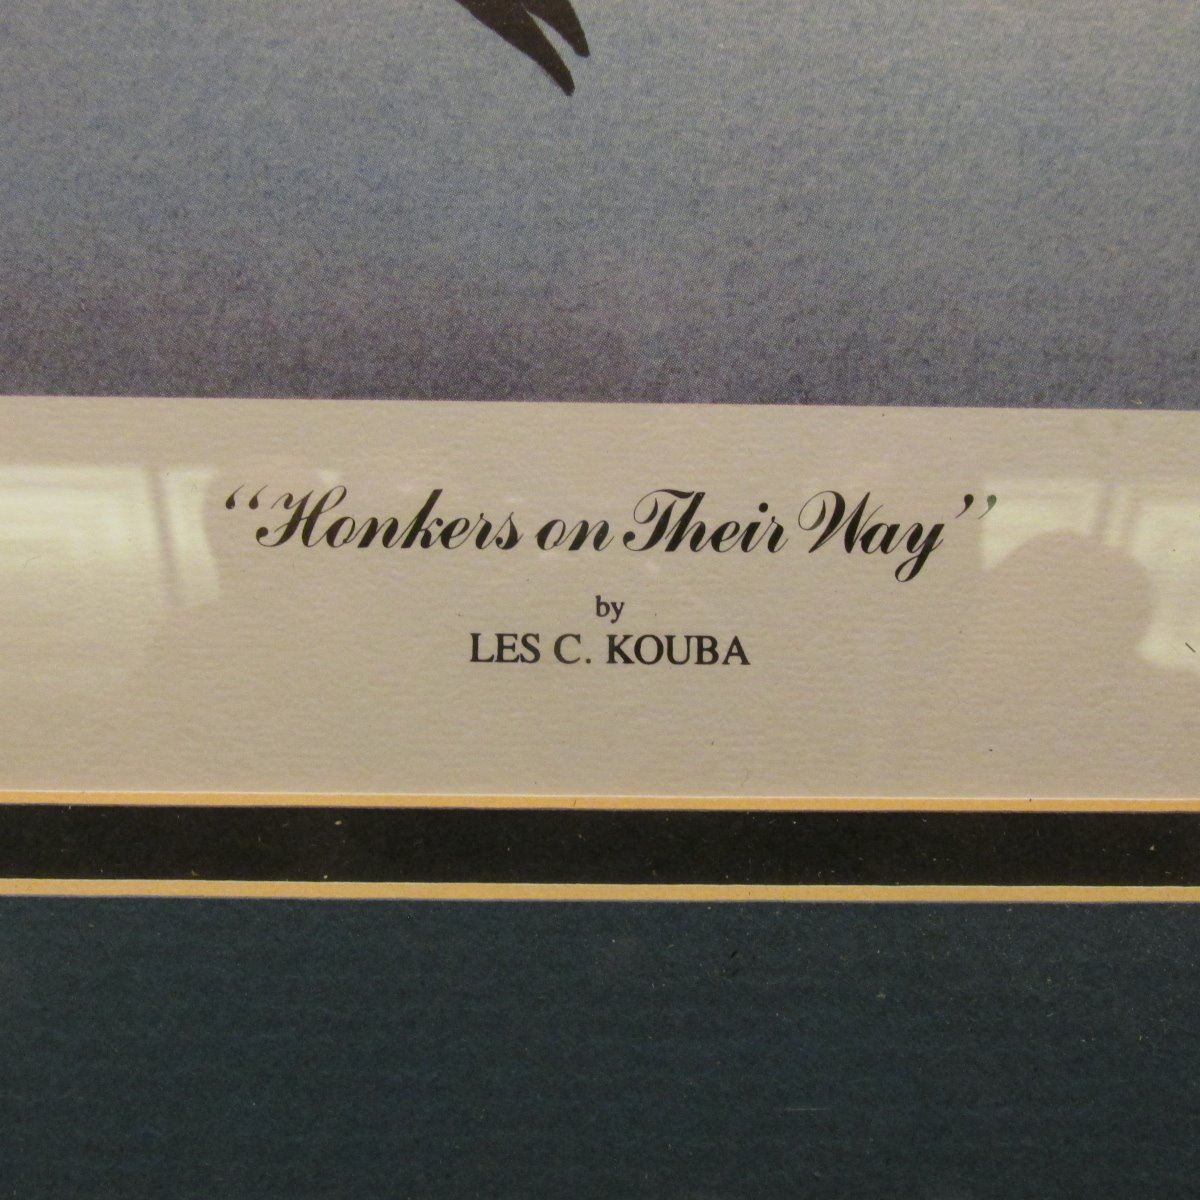 “Honkers on Their Way”
by
LES C. KOUBA